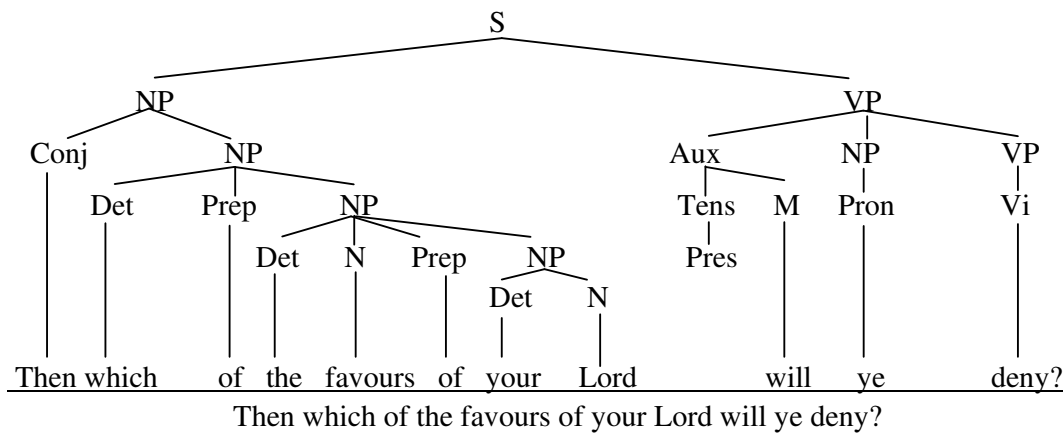 S
NP VP
Conj NP Aux NP VP
Det Prep NP Tens M Pron Vi
Det N Prep NP Pres
Det N
Then which of the favours of your Lord will ye deny?
Then which of the favours of your Lord will ye deny?